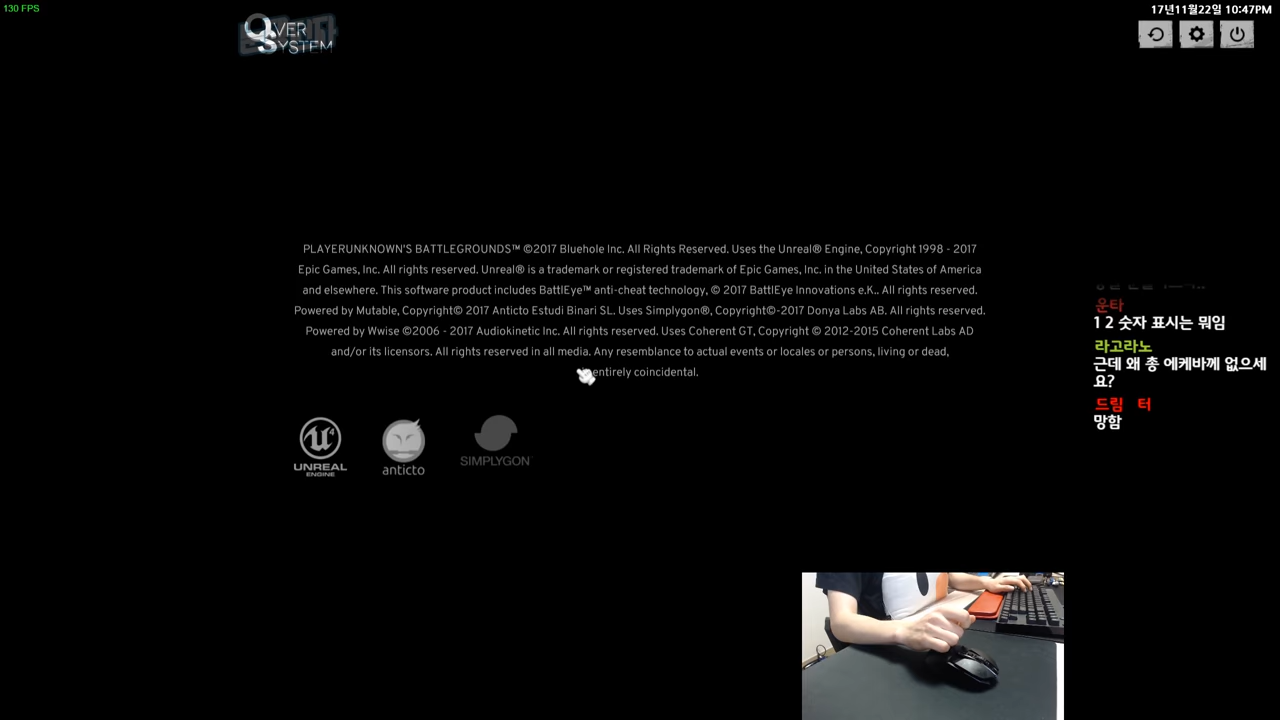 130 FPS
17년11월22일 10:47PM
OVER
SYSTEM
PLAYERUNKNOWN'S BATTLEGROUNDS™ ©2017 Bluehole Inc. All Rights Reserved. Uses the Unreal® Engine, Copyright 1998 - 2017
Epic Games, Inc. All rights reserved. Unreal® is a trademark or registered trademark of Epic Games, Inc. in the United States of America
and elsewhere. This software product includes BattlEye™ anti-cheat technology, © 2017 BattlEye Innovations e.K.. All rights reserved.
Powered by Mutable, Copyright© 2017 Anticto Estudi Binari SL. Uses Simplygon®, Copyright©-2017 Donya Labs AB. All rights reserved.
Powered by Wwise ©2006 - 2017 Audiokinetic Inc. All rights reserved. Uses Coherent GT, Copyright © 2012-2015 Coherent Labs AD
and/or its licensors. All rights reserved in all media. Any resemblance to actual events or locales or persons, living or dead,
entirely coincidental.
운타
1 2 숫자 표시는 뭐임
라고라노
근데 왜 총 에케바께 없으세
요?
드림 터
망함
UNREAL
ENGINE
anticto
SIMPLYGON